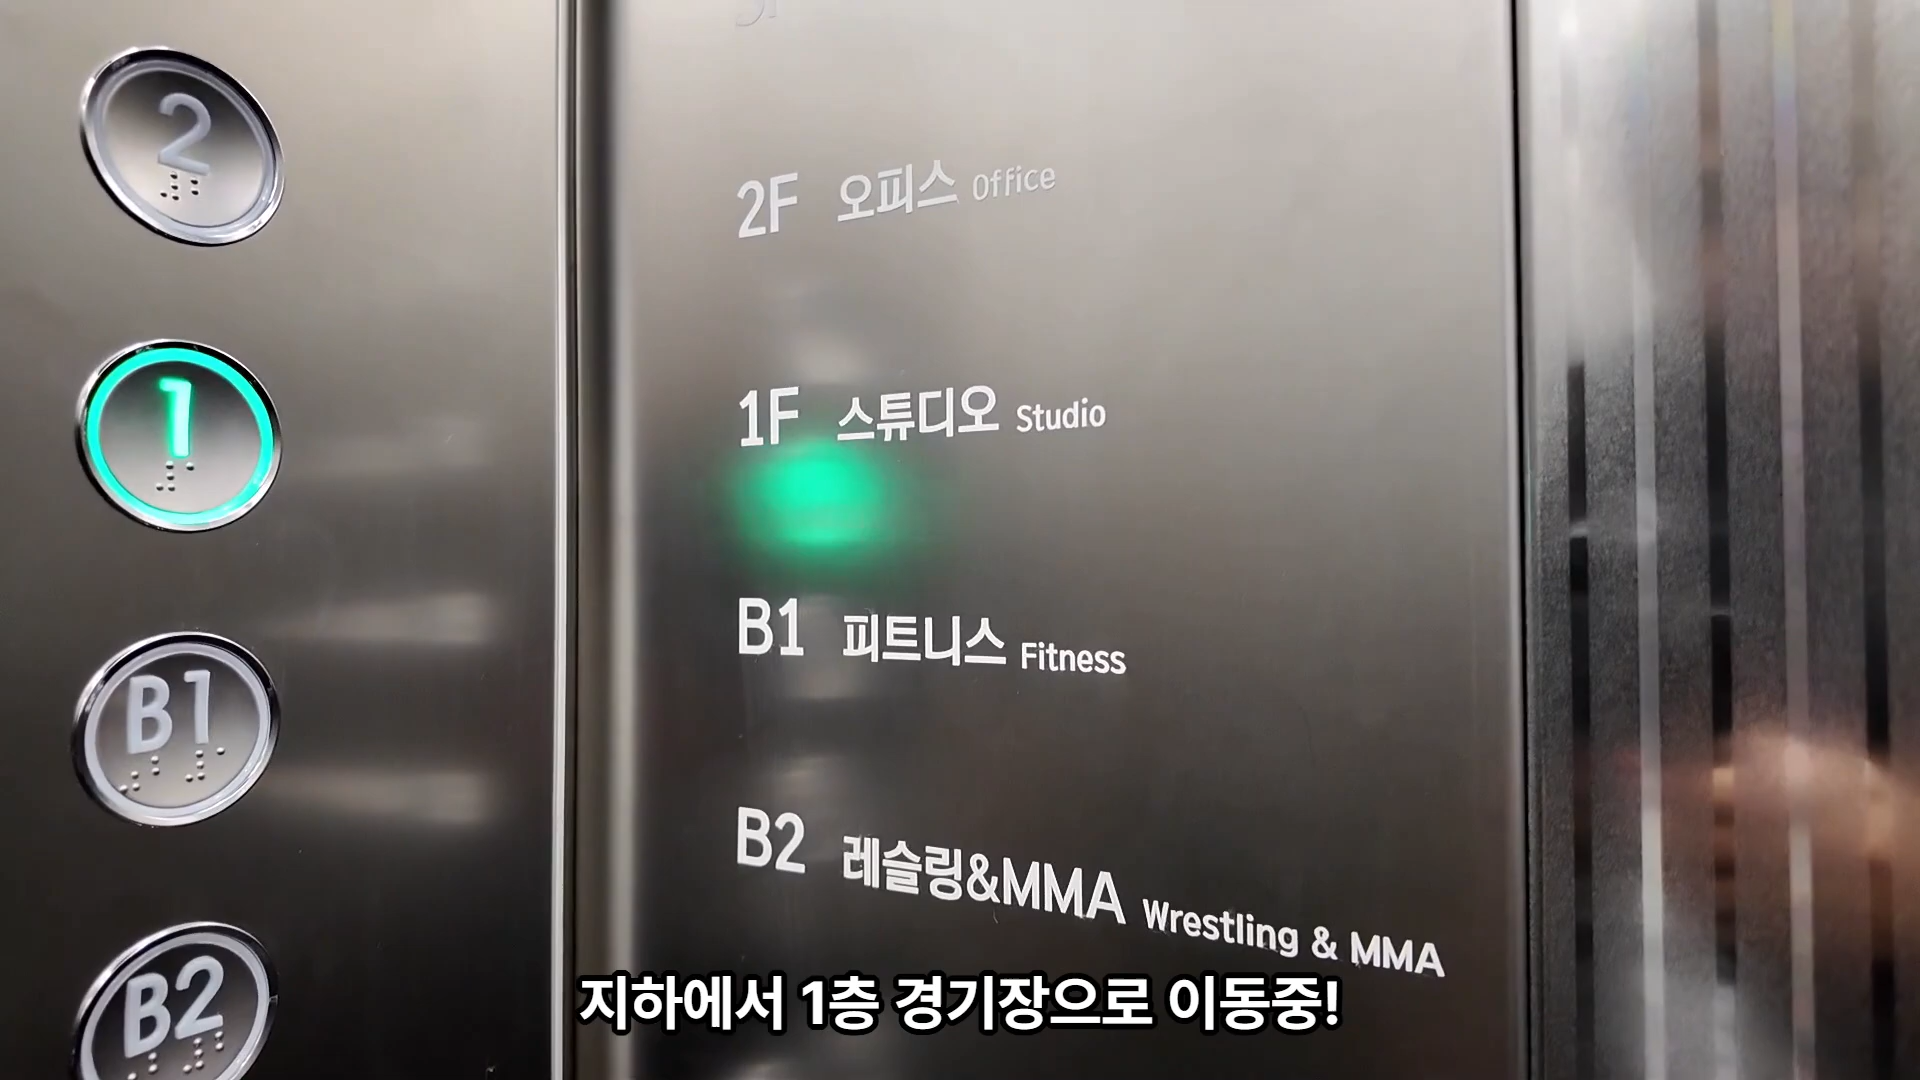 2
1
B1
B2
2F 오피스 Office
1F 스튜디오 Studio
B1 피트니스 Fitness
B2 레슬링&MMA Wrestling & MMA
지하에서 1층 경기장으로 이동중!